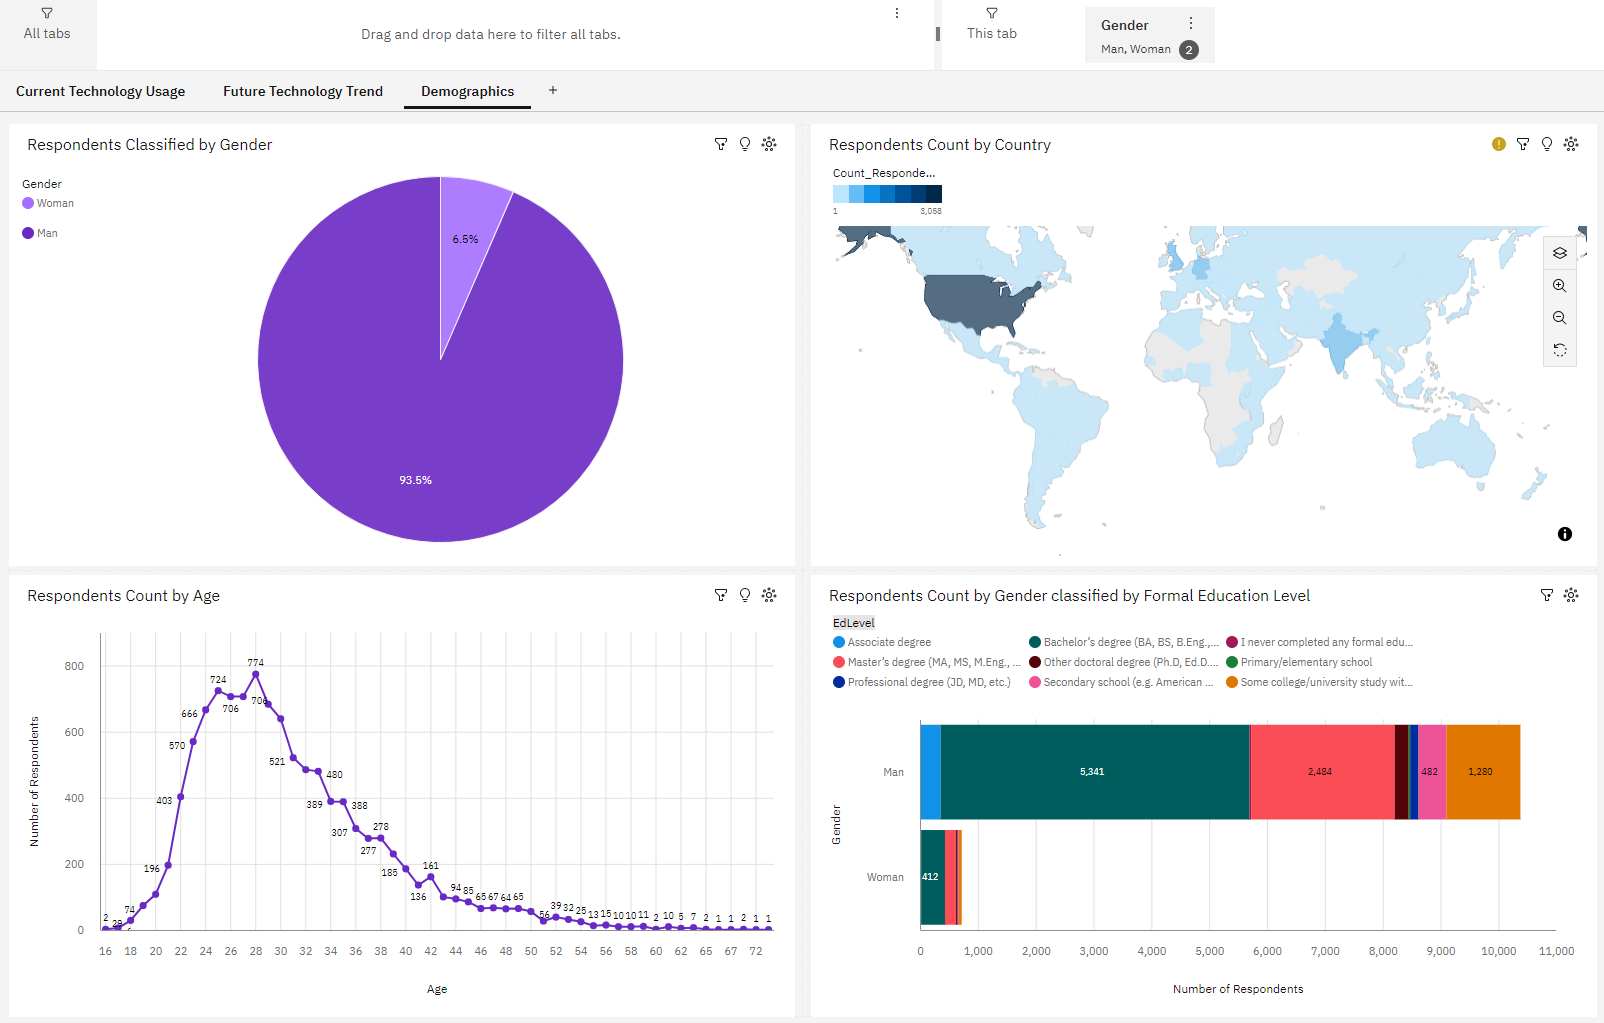 All tabs
Drag and drop data here to filter all tabs.
This tab
Gender
Man, Woman 2
Current Technology Usage
Future Technology Trend
Demographics
+
Respondents Classified by Gender
Gender
Woman
Man
6.5%
93.5%
Respondents Count by Country
Count_Responde...
1
3,068
Respondents Count by Age
Number of Respondents
800
600
400
200
0
2
29
74
196
403
570
666
724
706
774
706
521
480
389
388
307
277
278
185
136
161
94 85 65 67 64 65
56 39 32 25 13 15 10 10 11 2 10 5 7 2 1 1 2 1 1
16 18 20 22 24 26 28 30 32 34 36 38 40 42 44 46 48 50 52 54 56 58 60 62 65 67 72
Age
Respondents Count by Gender classified by Formal Education Level
EdLevel
Associate degree
Bachelor’s degree (BA, BS, B.Eng.,...
I never completed any formal edu...
Master’s degree (MA, MS, M.Eng., ...
Other doctoral degree (Ph.D, Ed.D,...
Primary/elementary school
Professional degree (JD, MD, etc.)
Secondary school (e.g. American ...
Some college/university study wit...
Gender
Man
5,341
2,484
482
1,280
Woman
412
0 1,000 2,000 3,000 4,000 5,000 6,000 7,000 8,000 9,000 10,000 11,000
Number of Respondents